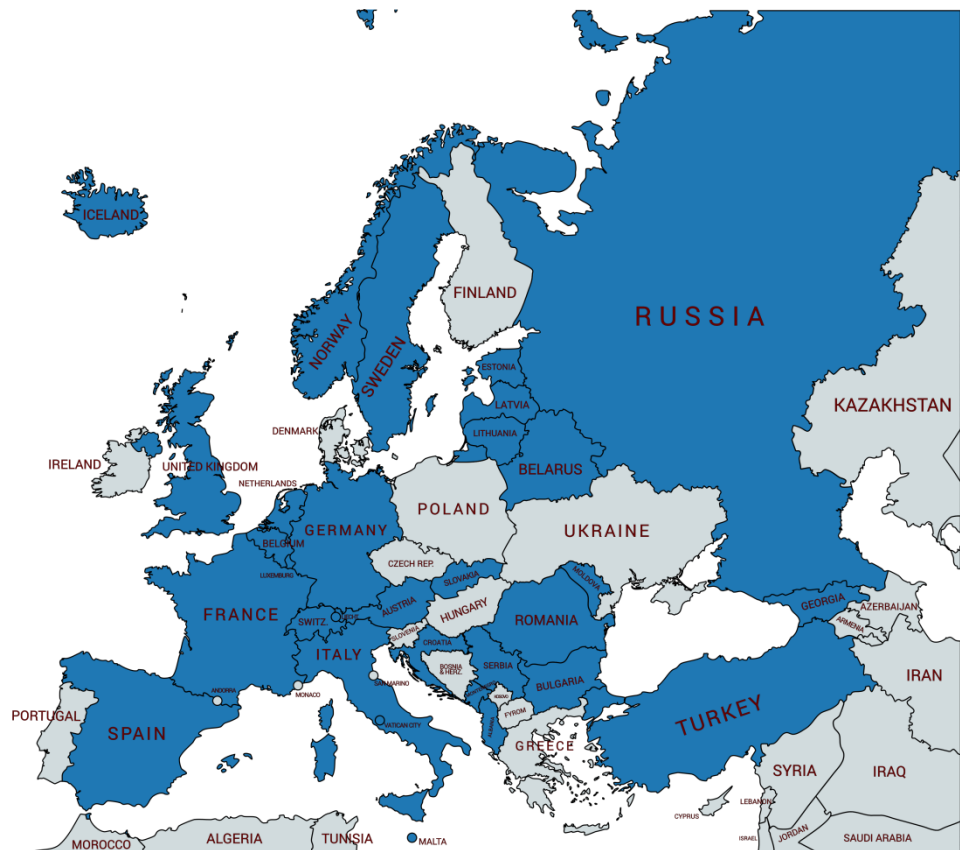 ICELAND
NORWAY
SWEDEN
FINLAND
RUSSIA
ESTONIA
LATVIA
LITHUANIA
DENMARK
KAZAKHSTAN
IRELAND
UNITED KINGDOM
NETHERLANDS
BELARUS
POLAND
GERMANY
UKRAINE
BELGIUM
LUXEMBURG
CZECH REP.
SLOVAKIA
MOLDOVA
FRANCE
SWITZ.
AUSTRIA
HUNGARY
ROMANIA
GEORGIA
AZERBAIJAN
ARMENIA
SLOVENIA
CROATIA
ITALY
BOSNIA
& HERZ.
SERBIA
BULGARIA
IRAN
SAN MARINO
MONACO
ANDORRA
MONTENEGRO
KOSOVO
FYROM
ALBANIA
VATICAN CITY
PORTUGAL
SPAIN
GREECE
TURKEY
SYRIA
IRAQ
LEBANON
CYPRUS
ISRAEL
JORDAN
SAUDI ARABIA
MOROCCO
ALGERIA
TUNISIA
MALTA